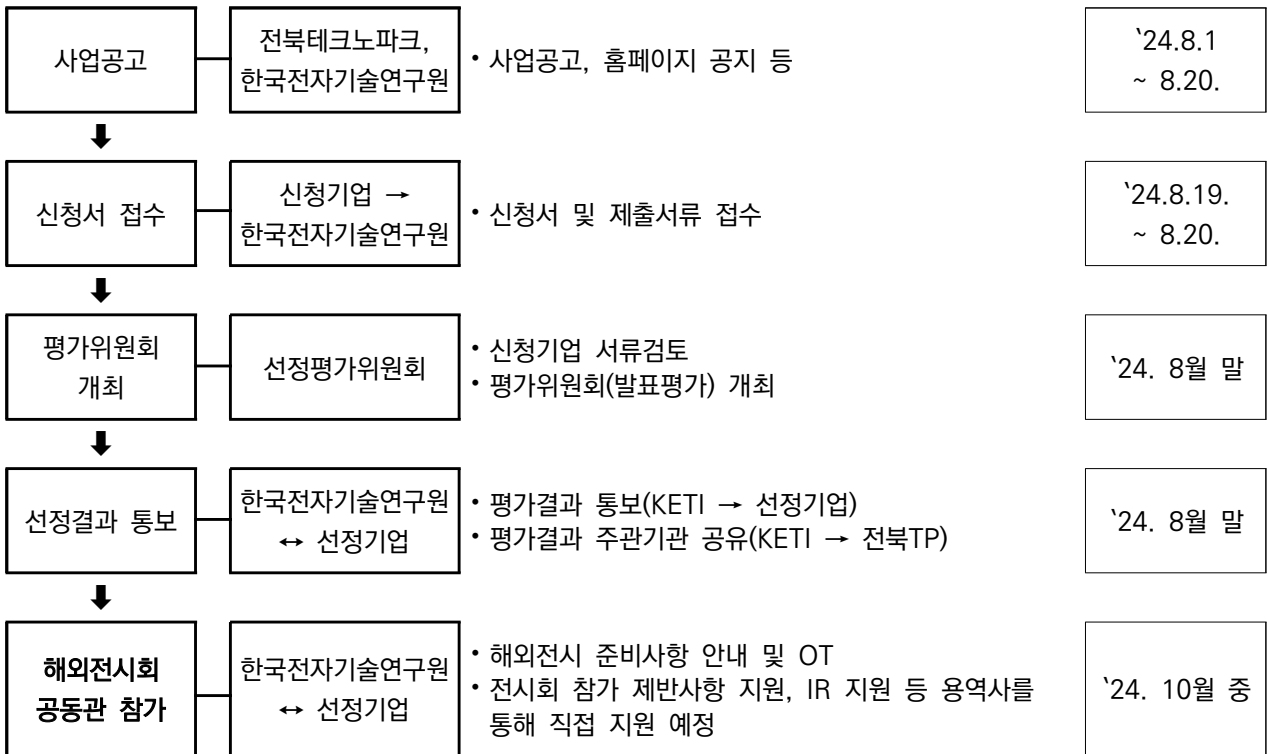 사업공고
전북테크노파크,
한국전자기술연구원
• 사업공고, 홈페이지 공지 등
‵24.8.1
~ 8.20.
신청서 접수
신청기업 →
한국전자기술연구원
• 신청서 및 제출서류 접수
‵24.8.19.
~ 8.20.
평가위원회
개최
선정평가위원회
• 신청기업 서류검토
• 평가위원회(발표평가) 개최
‵24. 8월 말
선정결과 통보
한국전자기술연구원
↔ 선정기업
• 평가결과 통보(KETI → 선정기업)
• 평가결과 주관기관 공유(KETI → 전북TP)
‵24. 8월 말
해외전시회
공동관 참가
한국전자기술연구원
↔ 선정기업
• 해외전시 준비사항 안내 및 OT
• 전시회 참가 제반사항 지원, IR 지원 등 용역사를
통해 직접 지원 예정
‵24. 10월 중